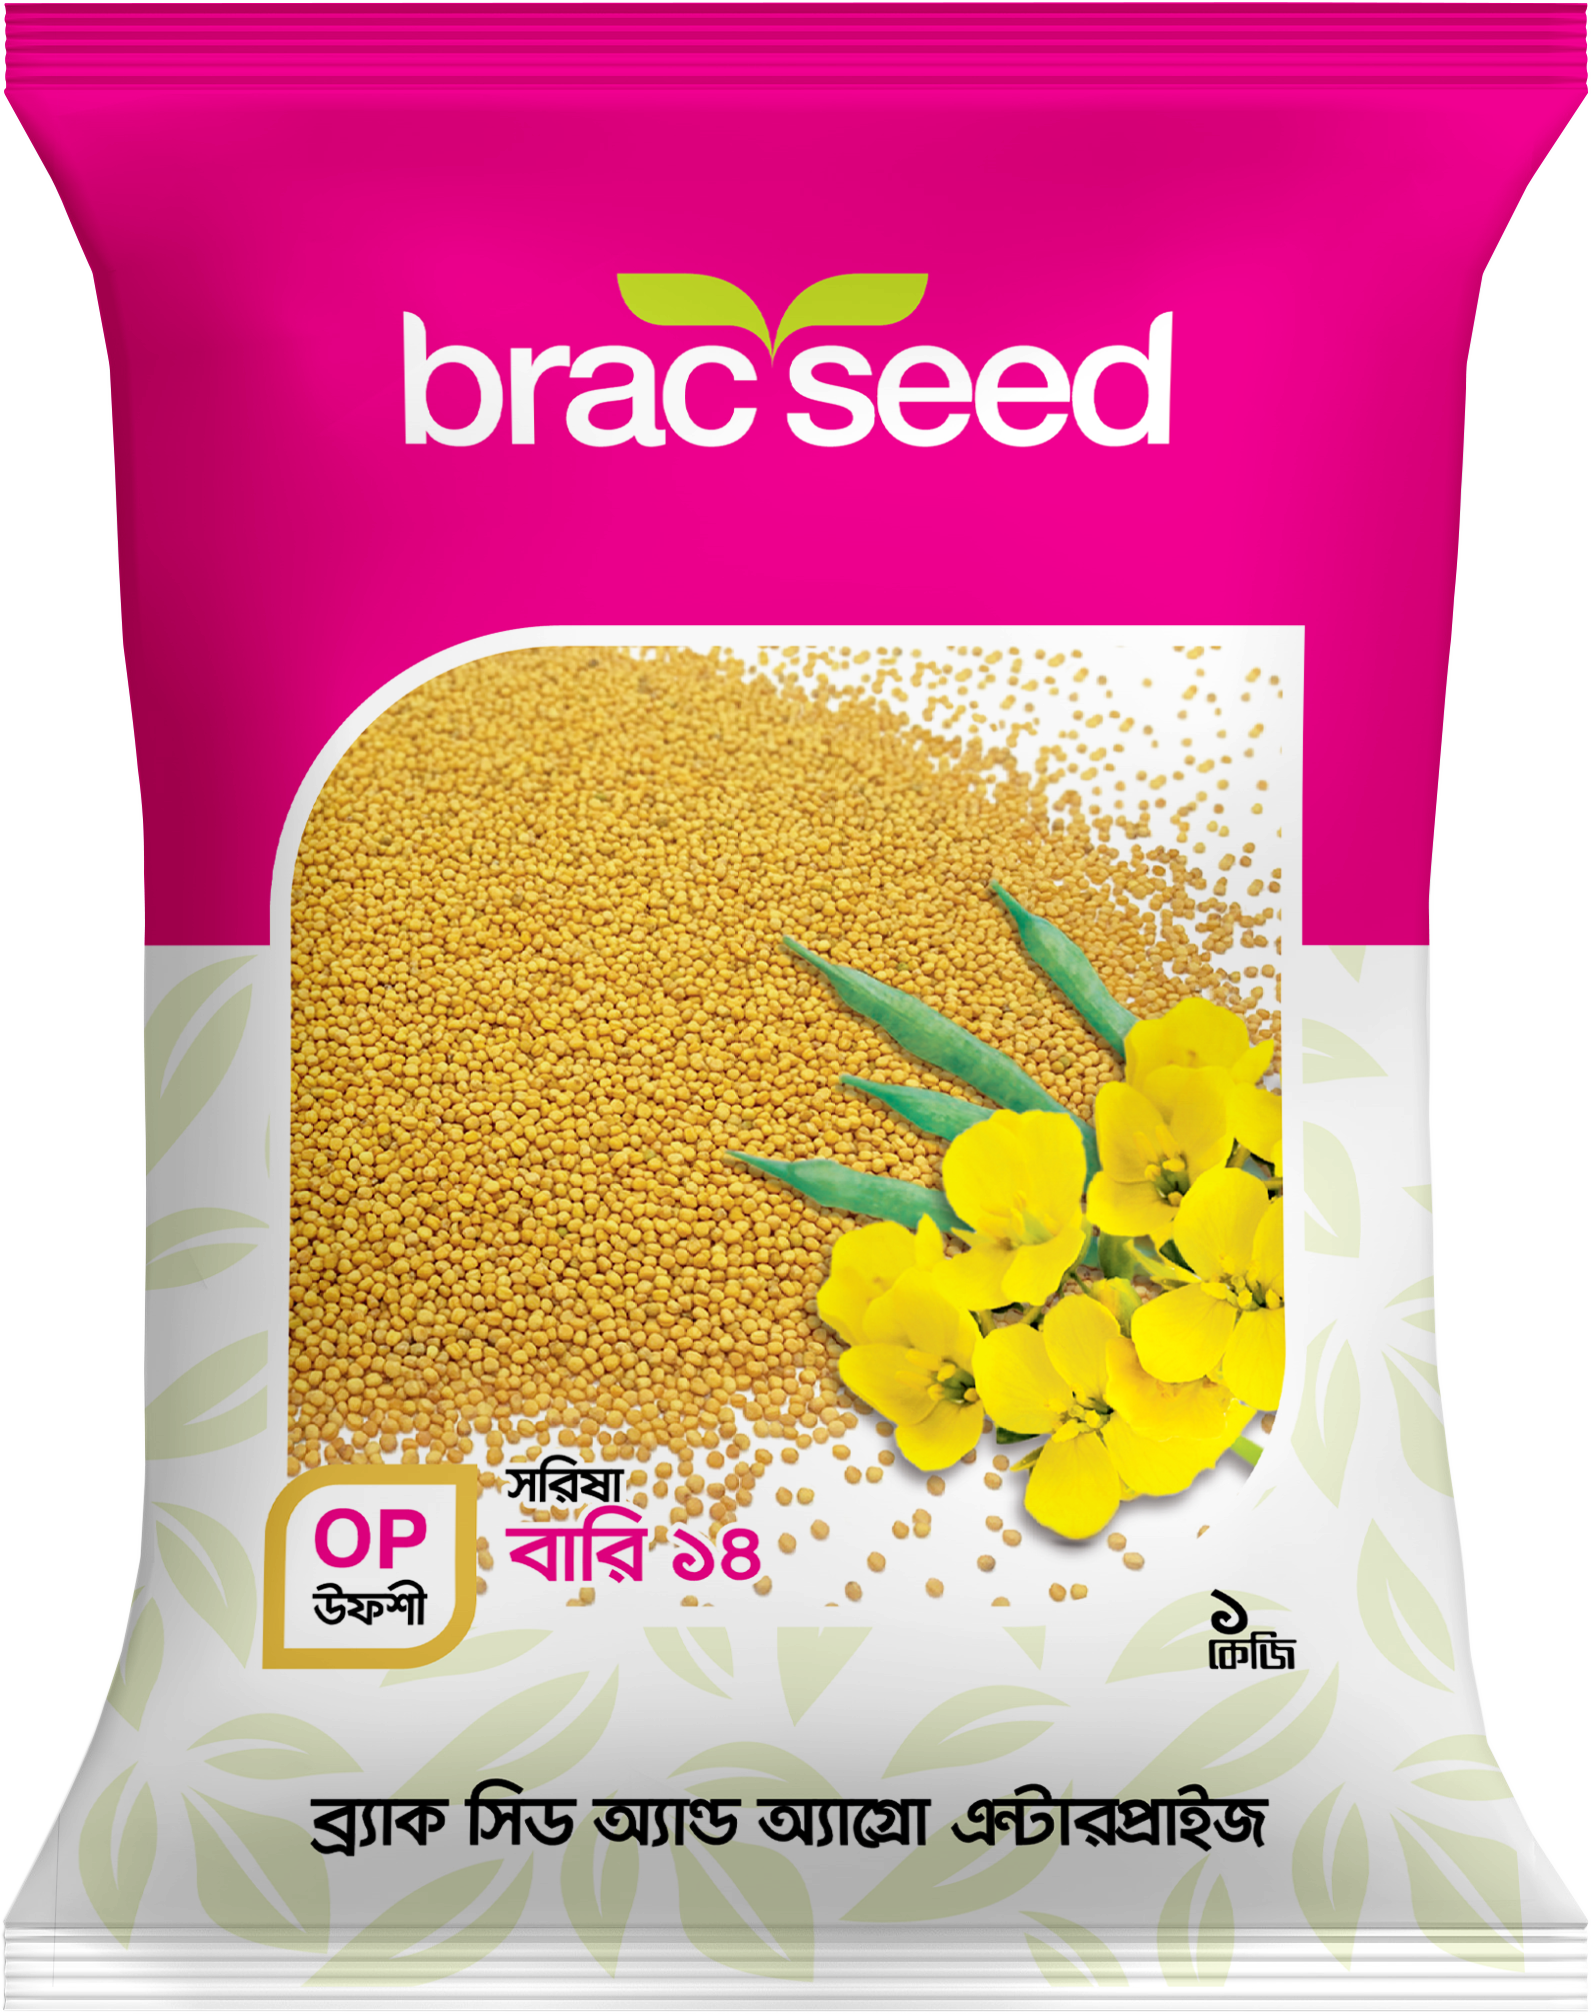 brac seed
সরিষা
বারি ১৪
OP
উফশী
১
কেজি
ব্র্যাক সিড অ্যান্ড অ্যাগ্রো এন্টারপ্রাইজ